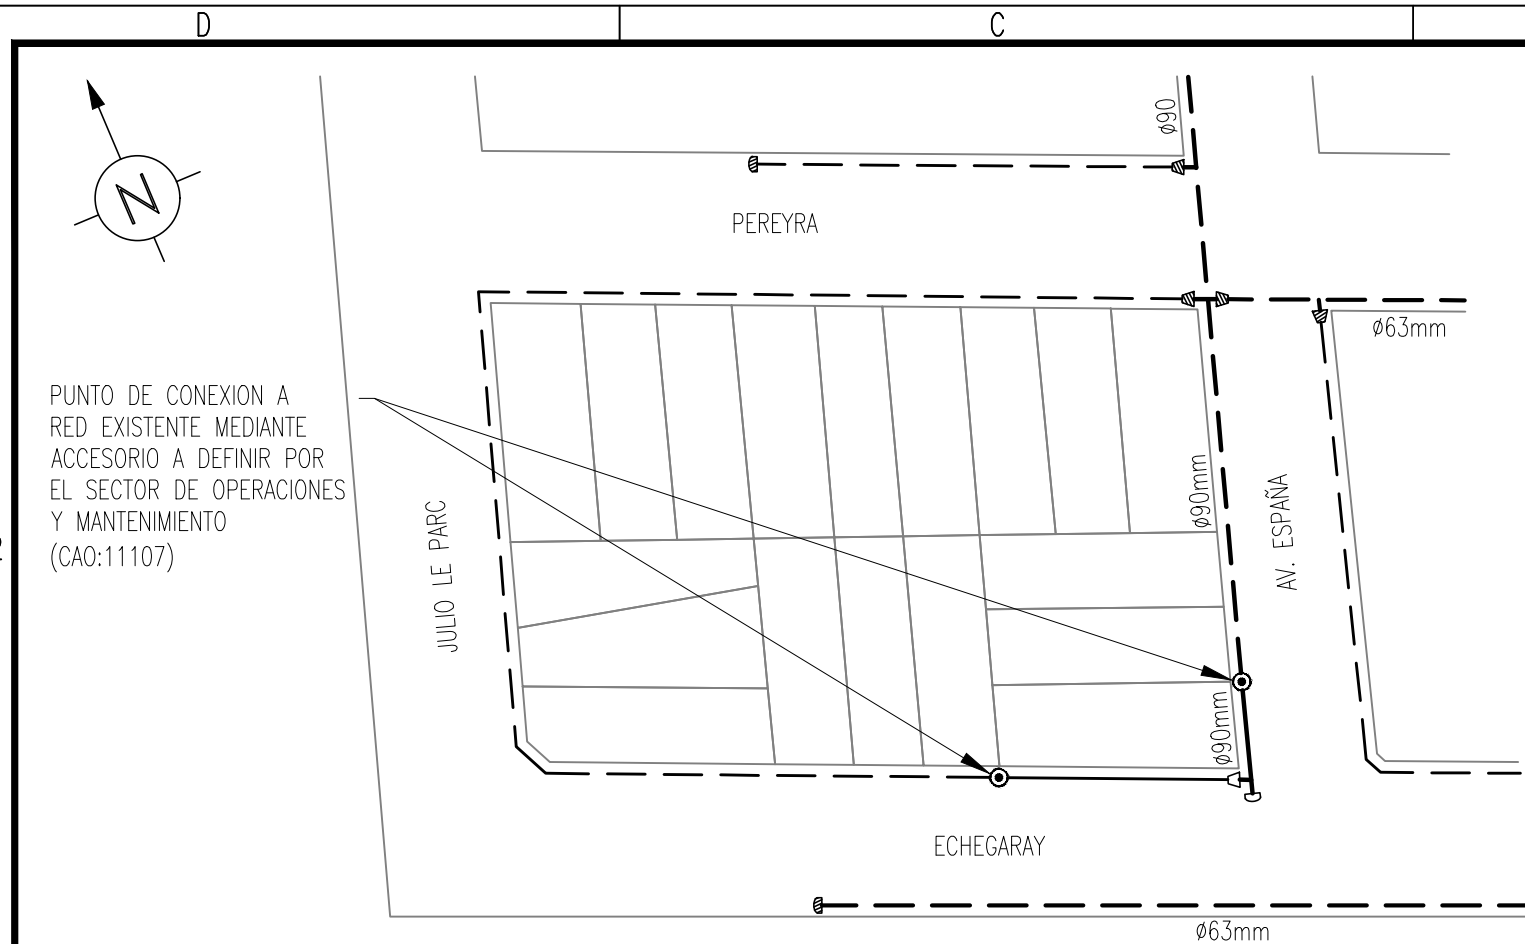 D
C
ø90
N
PEREYRA
ø63mm
PUNTO DE CONEXION A
RED EXISTENTE MEDIANTE
ACCESORIO A DEFINIR POR
EL SECTOR DE OPERACIONES
Y MANTENIMIENTO
(CAO:11107)
JULIO LE PARC
ø90mm
AV. ESPAÑA
ø90mm
ECHEGARAY
ø63mm